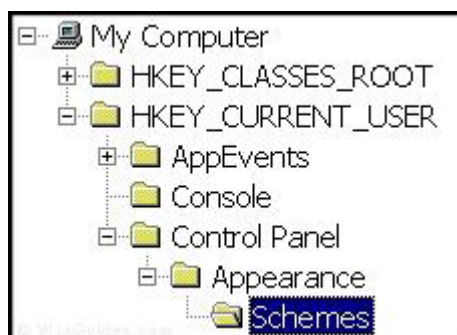 My Computer
HKEY_CLASSES_ROOT
HKEY_CURRENT_USER
AppEvents
Console
Control Panel
Appearance
Schemes